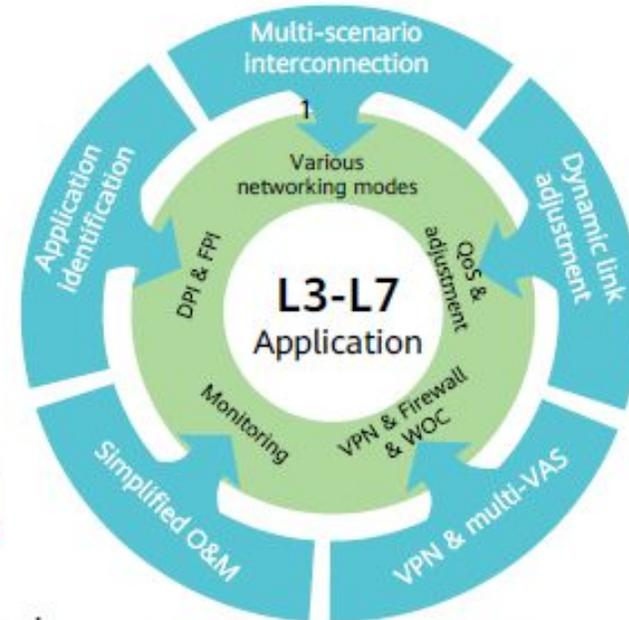 Multi-scenario
interconnection
1
Various
networking modes
Application
identification
DPI & FPI
Dynamic link
adjustment
QoS &
adjustment
L3-L7
Application
Monitoring
VPN & Firewall
& WOC
Simplified O&M
VPN & multi-VAS